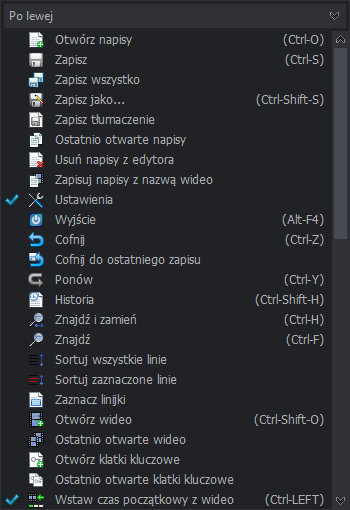 Po lewej
Otwórz napisy (Ctrl-O)
Zapisz (Ctrl-S)
Zapisz wszystko
Zapisz jako... (Ctrl-Shift-S)
Zapisz tłumaczenie
Ostatnio otwarte napisy
Usuń napisy z edytora
Zapisuj napisy z nazwą wideo
Ustawienia
Wyjście (Alt-F4)
Cofnij (Ctrl-Z)
Cofnij do ostatniego zapisu
Ponów (Ctrl-Y)
Historia (Ctrl-Shift-H)
Znajdź i zamień (Ctrl-H)
Znajdź (Ctrl-F)
Sortuj wszystkie linie
Sortuj zaznaczone linie
Zaznacz linijki
Otwórz wideo (Ctrl-Shift-O)
Ostatnio otwarte wideo
Otwórz klatki kluczowe
Ostatnio otwarte klatki kluczowe
Wstaw czas początkowy z wideo (Ctrl-LEFT)